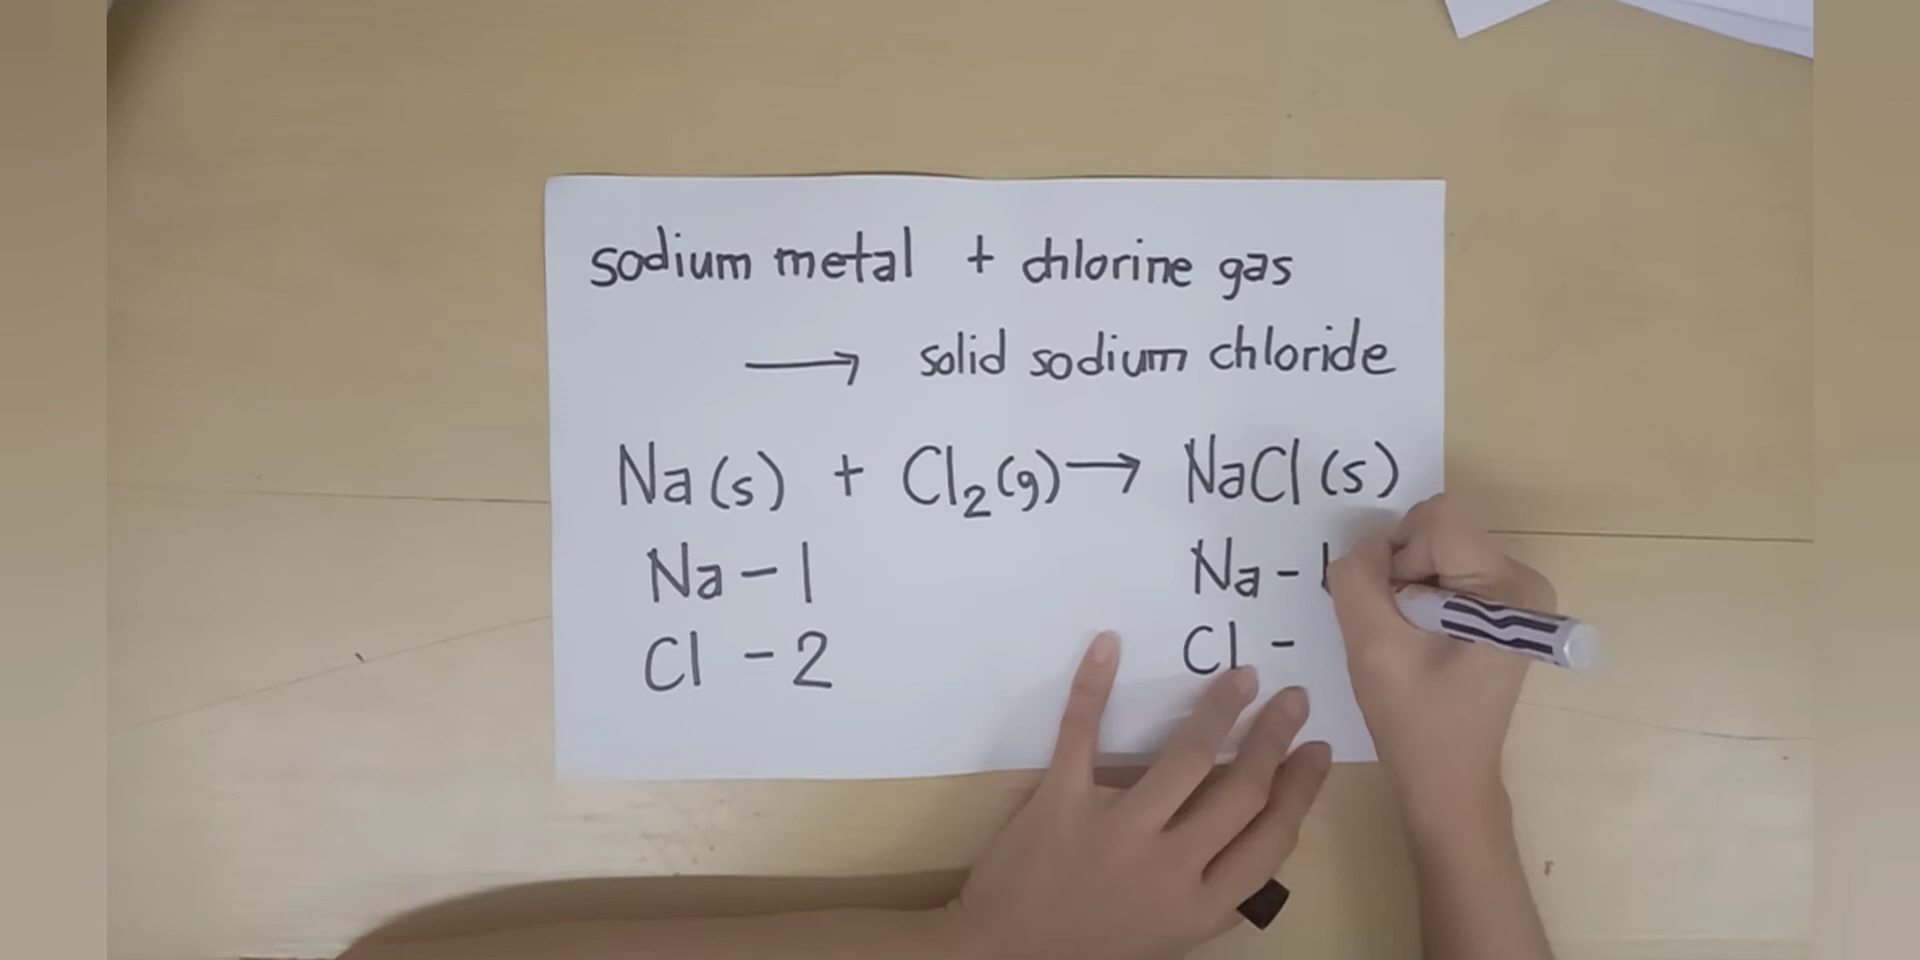 sodium metal + chlorine gas
→ solid sodium chloride
Na(s) + Cl₂(g) → NaCl(s)
Na - 1 Na - 1
Cl - 2 Cl -